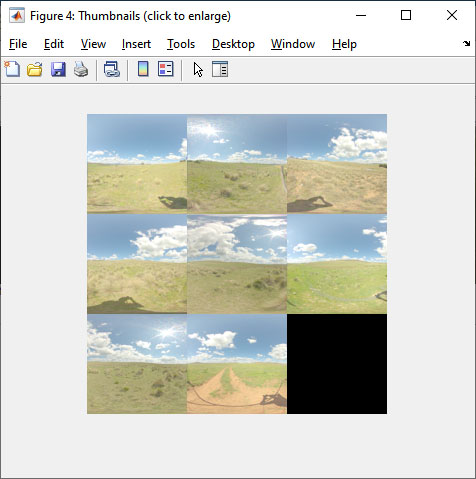 Figure 4: Thumbnails (click to enlarge)
File Edit View Insert Tools Desktop Window Help